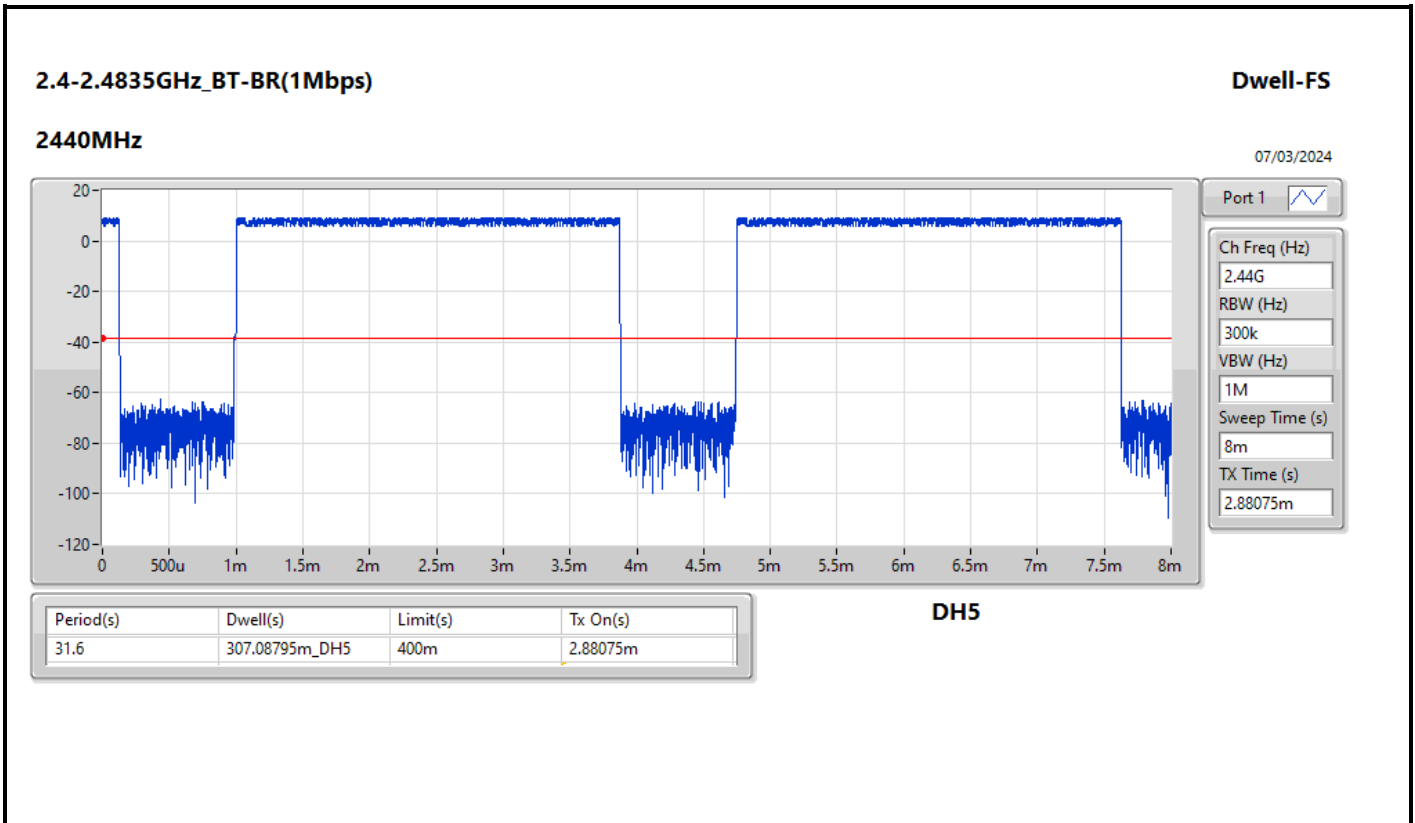 2.4-2.4835GHz_BT-BR(1Mbps)
Dwell-FS
2440MHz
07/03/2024
20
0
-20
-40
-60
-80
-100
-120
0 500u 1m 1.5m 2m 2.5m 3m 3.5m 4m 4.5m 5m 5.5m 6m 6.5m 7m 7.5m 8m
Port 1
Ch Freq (Hz)
2.44G
RBW (Hz)
300k
VBW (Hz)
1M
Sweep Time (s)
8m
TX Time (s)
2.88075m
Period(s) Dwell(s) Limit(s) Tx On(s)
31.6 307.08795m_DH5 400m 2.88075m
DH5